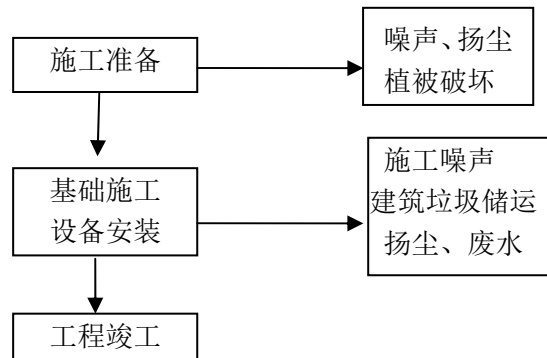 施工准备
噪声、扬尘
植被破坏
基础施工
设备安装
施工噪声
建筑垃圾储运
扬尘、废水
工程竣工